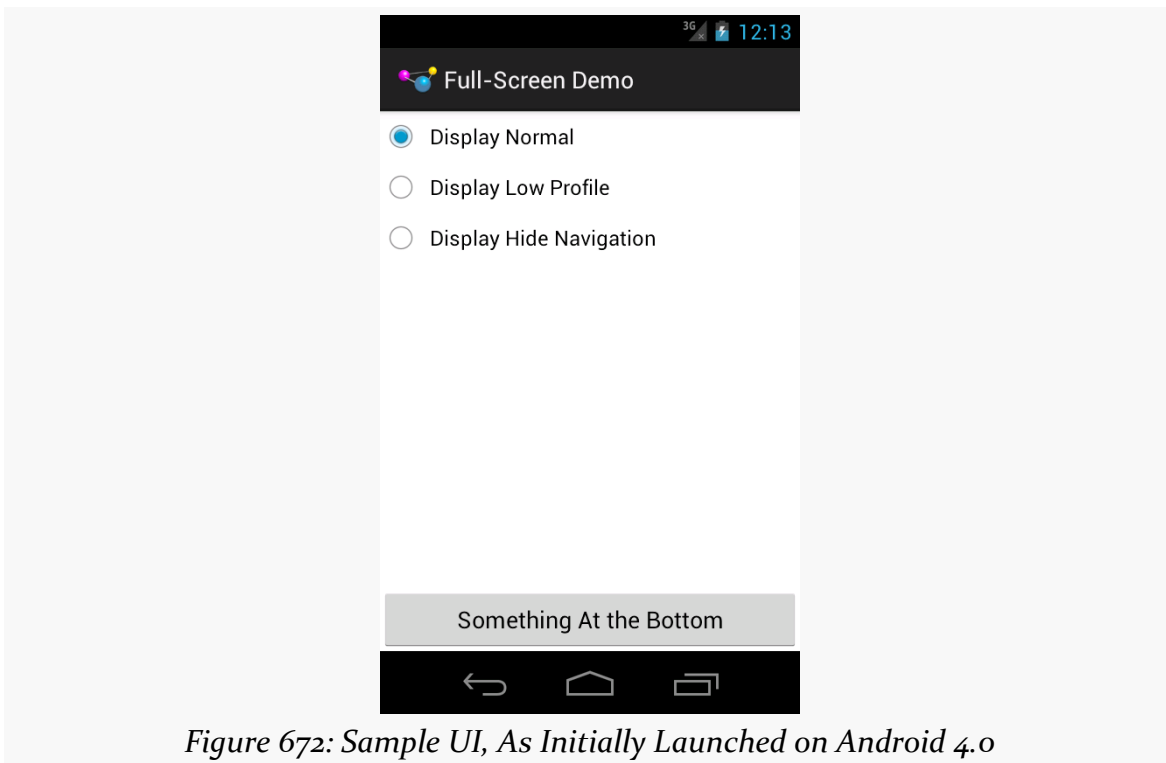 3G 12:13
Full-Screen Demo
Display Normal
Display Low Profile
Display Hide Navigation
Something At the Bottom
Figure 672: Sample UI, As Initially Launched on Android 4.0